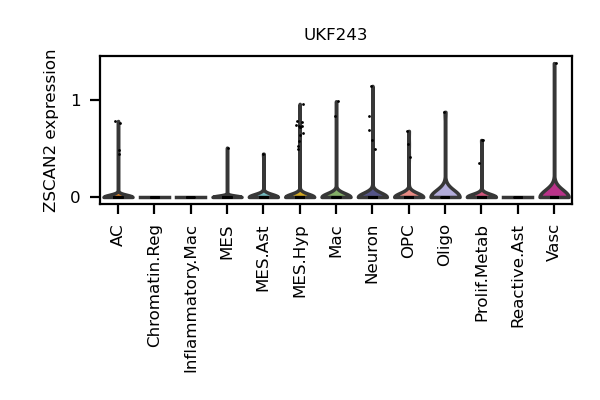 UKF243
ZSCAN2 expression
1
0
AC
Chromatin.Reg
Inflammatory.Mac
MES
MES.Ast
MES.Hyp
Mac
Neuron
OPC
Oligo
Prolif.Metab
Reactive.Ast
Vasc